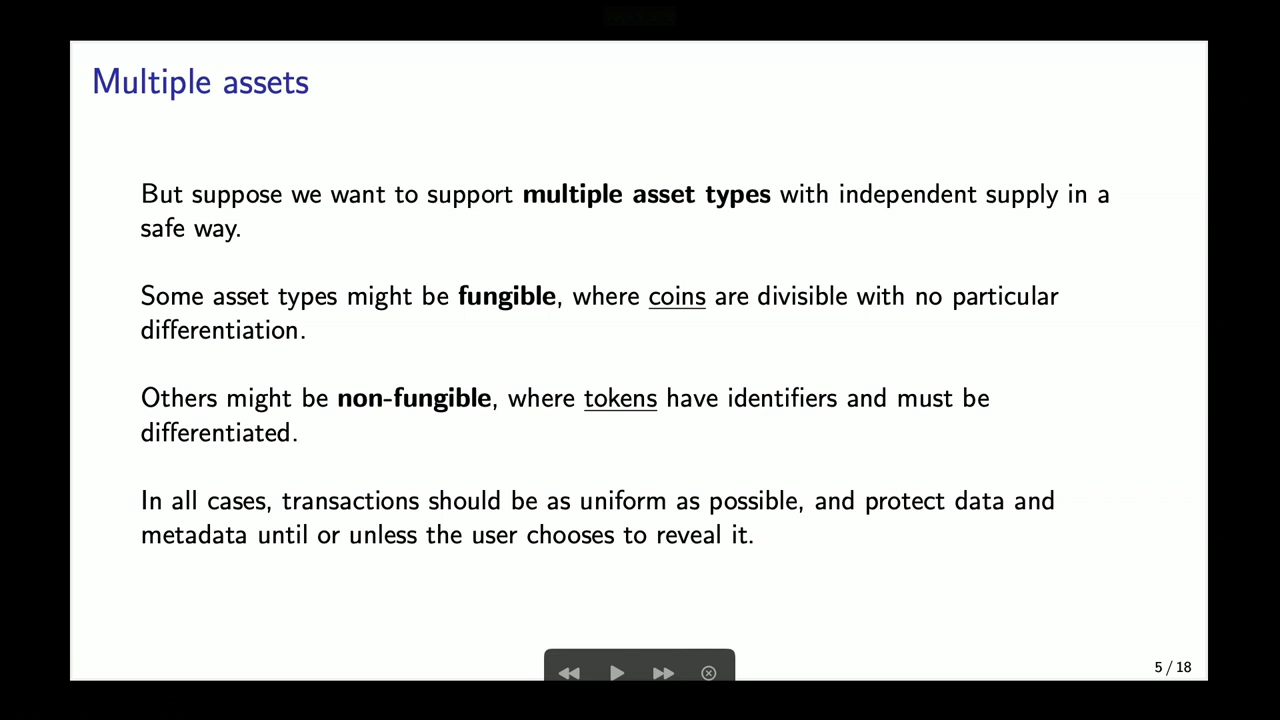 Multiple assets
But suppose we want to support multiple asset types with independent supply in a
safe way.
Some asset types might be fungible, where coins are divisible with no particular
differentiation.
Others might be non-fungible, where tokens have identifiers and must be
differentiated.
In all cases, transactions should be as uniform as possible, and protect data and
metadata until or unless the user chooses to reveal it.
5 / 18